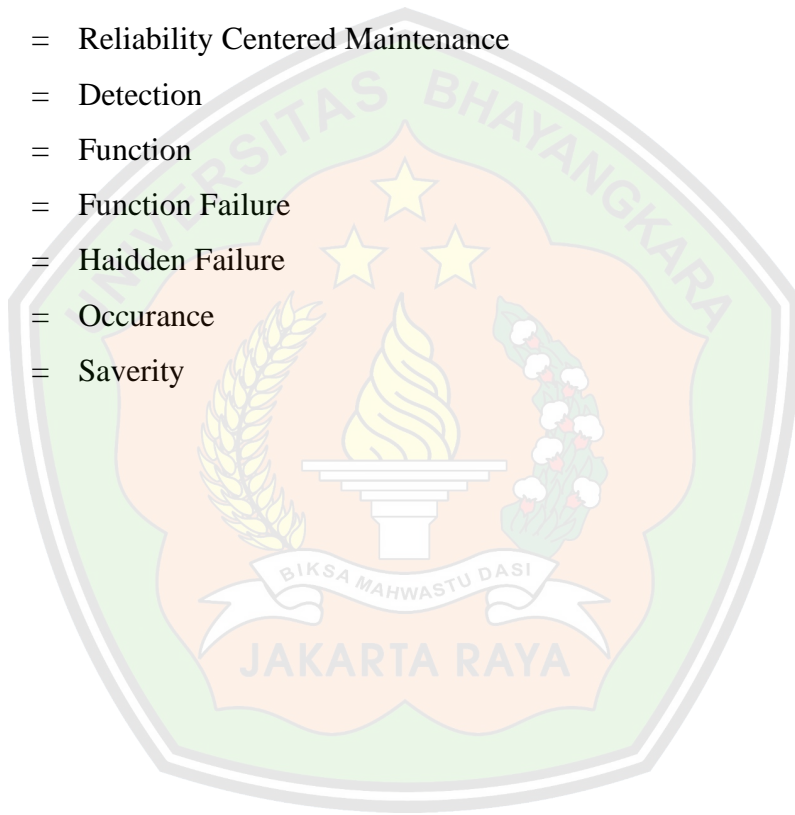 = Reliability Centered Maintenance
= Detection
= Function
= Function Failure
= Haidden Failure
= Occurance
= Saverity
UNIVERSITAS BHAYANGKARA
BIKSA MAHWASTU DASI
JAKARTA RAYA